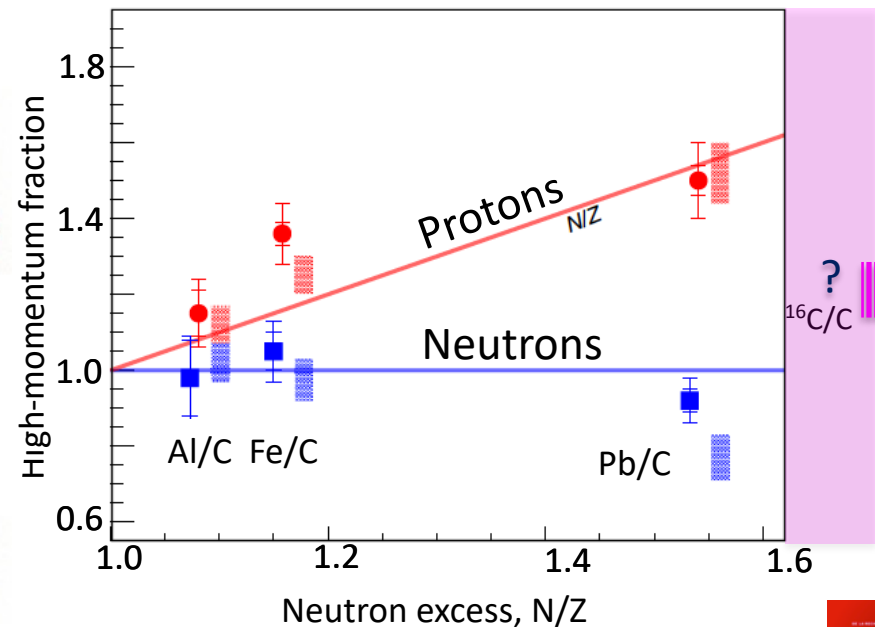 High-momentum fraction
1.8
1.4
1.0
0.6
Protons
N/Z
Neutrons
Al/C Fe/C
Pb/C
?
¹⁶C/C
1.0 1.2 1.4 1.6
Neutron excess, N/Z